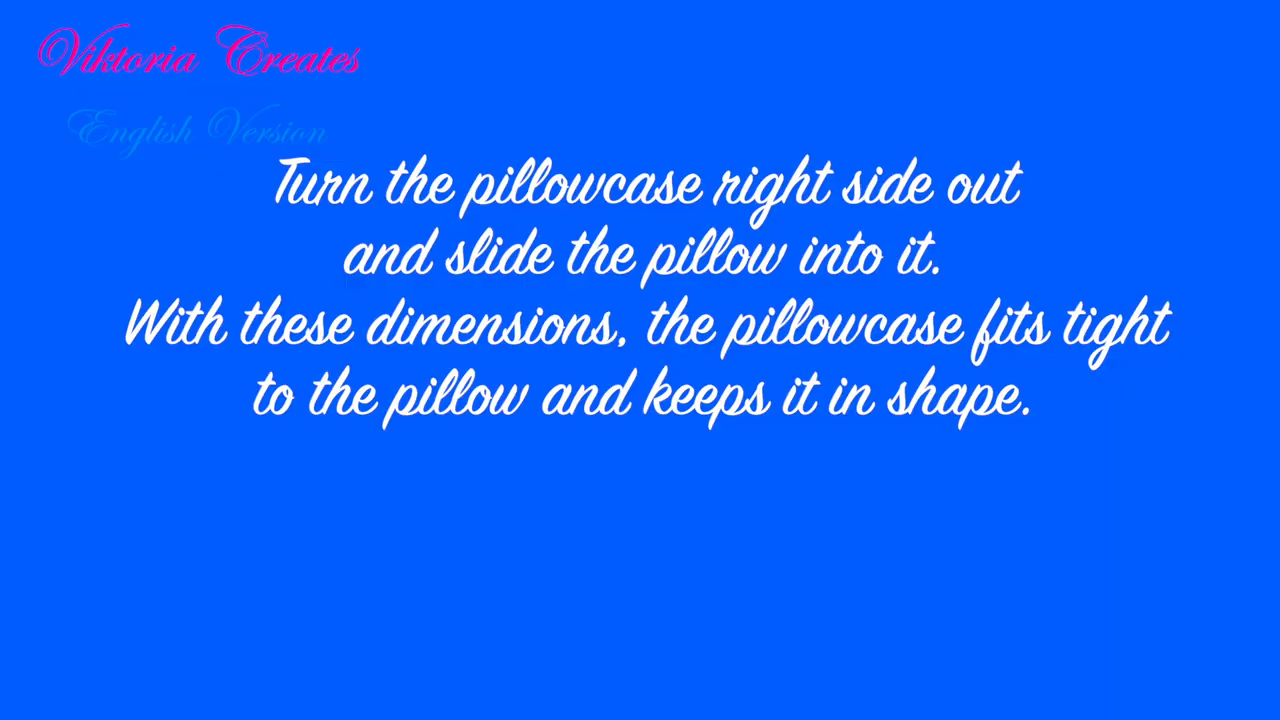 Viktoria Creates
English Version
Turn the pillowcase right side out
and slide the pillow into it.
With these dimensions, the pillowcase fits tight
to the pillow and keeps it in shape.